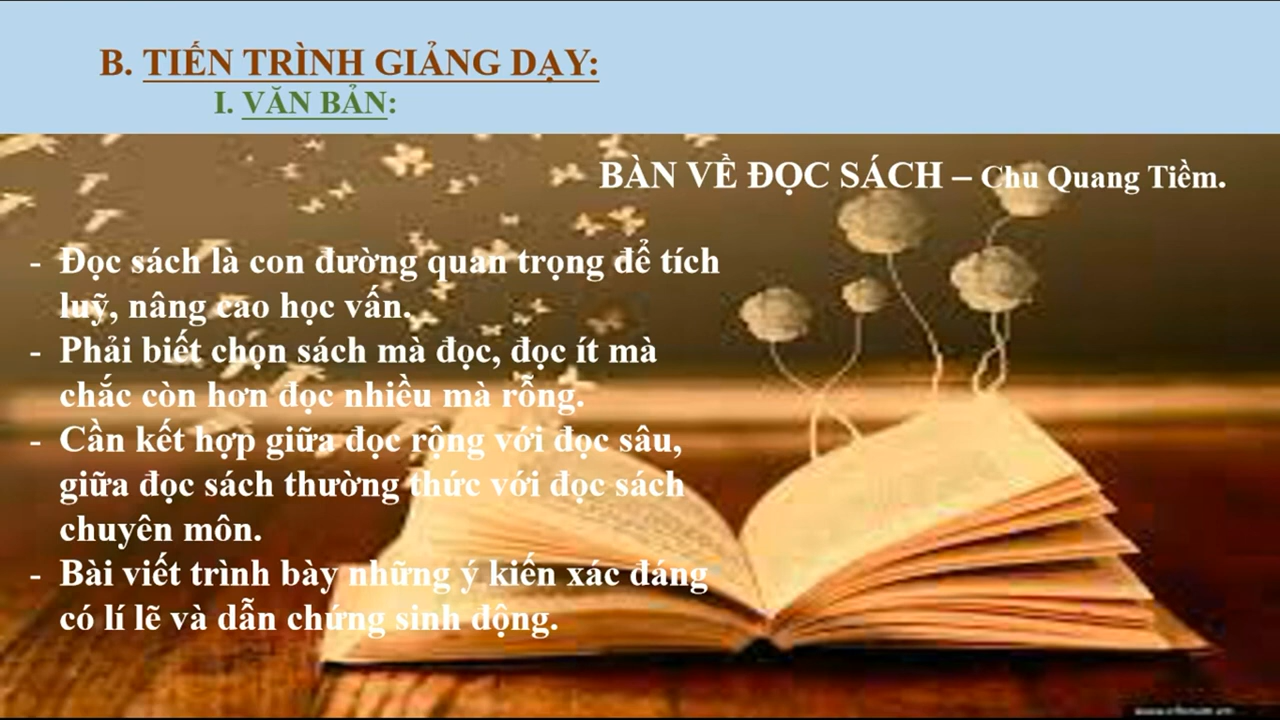 B. TIẾN TRÌNH GIẢNG DẠY:
I. VĂN BẢN:
BÀN VỀ ĐỌC SÁCH – Chu Quang Tiềm.
- Đọc sách là con đường quan trọng để tích
luỹ, nâng cao học vấn.
- Phải biết chọn sách mà đọc, đọc ít mà
chắc còn hơn đọc nhiều mà rỗng.
- Cần kết hợp giữa đọc rộng với đọc sâu,
giữa đọc sách thường thức với đọc sách
chuyên môn.
- Bài viết trình bày những ý kiến xác đáng
có lí lẽ và dẫn chứng sinh động.